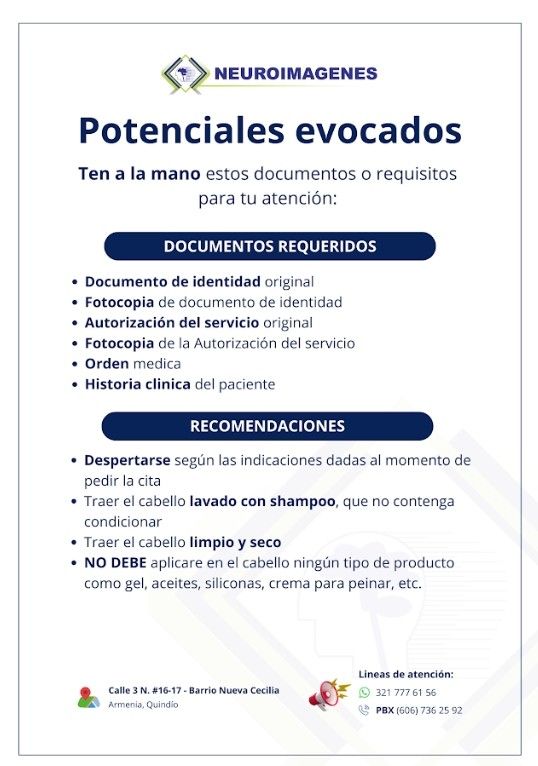 NEUROIMAGENES
Potenciales evocados
Ten a la mano estos documentos o requisitos
para tu atención:
DOCUMENTOS REQUERIDOS
• Documento de identidad original
• Fotocopia de documento de identidad
• Autorización del servicio original
• Fotocopia de la Autorización del servicio
• Orden medica
• Historia clinica del paciente
RECOMENDACIONES
• Despertarse según las indicaciones dadas al momento de
pedir la cita
• Traer el cabello lavado con shampoo, que no contenga
condicionar
• Traer el cabello limpio y seco
• NO DEBE aplicare en el cabello ningún tipo de producto
como gel, aceites, siliconas, crema para peinar, etc.
Calle 3 N. #16-17 - Barrio Nueva Cecilia
Armenia, Quindío
Lineas de atención:
321 777 61 56
PBX (606) 736 25 92